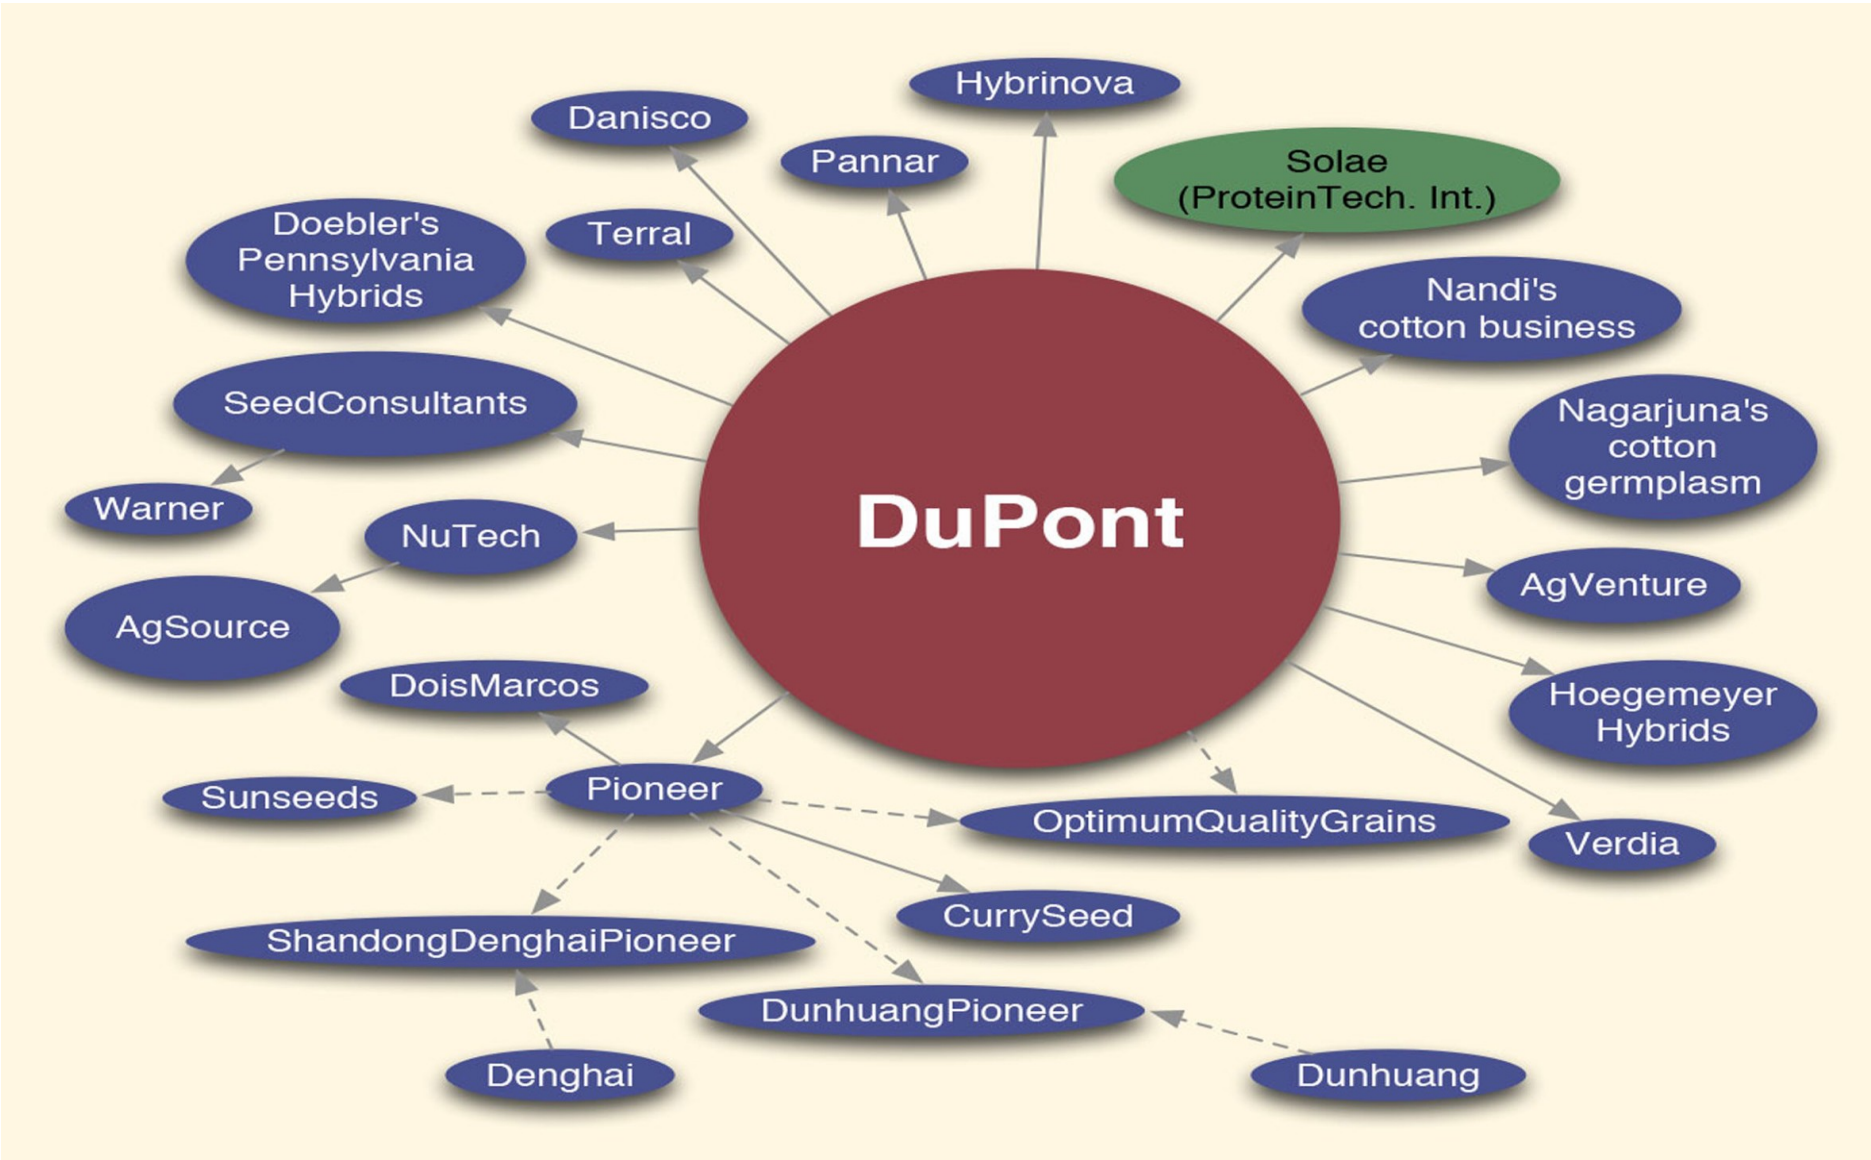 Hybrinova
Danisco
Pannar
Solae
(ProteinTech. Int.)
Doebler's
Pennsylvania
Hybrids
Terral
Nandi's
cotton business
SeedConsultants
Nagarjuna's
cotton
germplasm
Warner
NuTech
DuPont
AgVenture
AgSource
DoisMarcos
Hoegemeyer
Hybrids
Sunseeds
Pioneer
OptimumQualityGrains
Verdia
CurrySeed
ShandongDenghaiPioneer
DunhuangPioneer
Denghai
Dunhuang